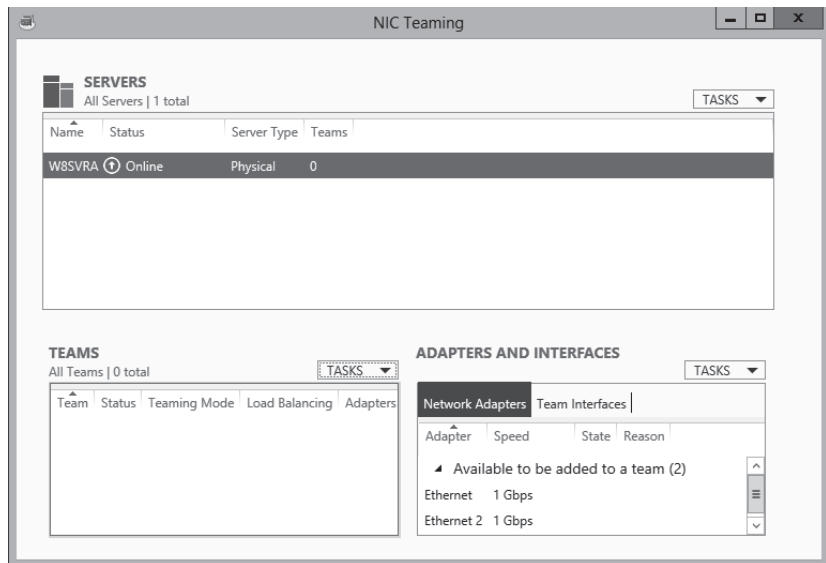 NIC Teaming
SERVERS
All Servers | 1 total
TASKS
Name Status Server Type Teams
W8SVRA Online Physical 0
TEAMS
All Teams | 0 total
TASKS
Team Status Teaming Mode Load Balancing Adapters
ADAPTERS AND INTERFACES
TASKS
Network Adapters Team Interfaces
Adapter Speed State Reason
Available to be added to a team (2)
Ethernet 1 Gbps
Ethernet 2 1 Gbps